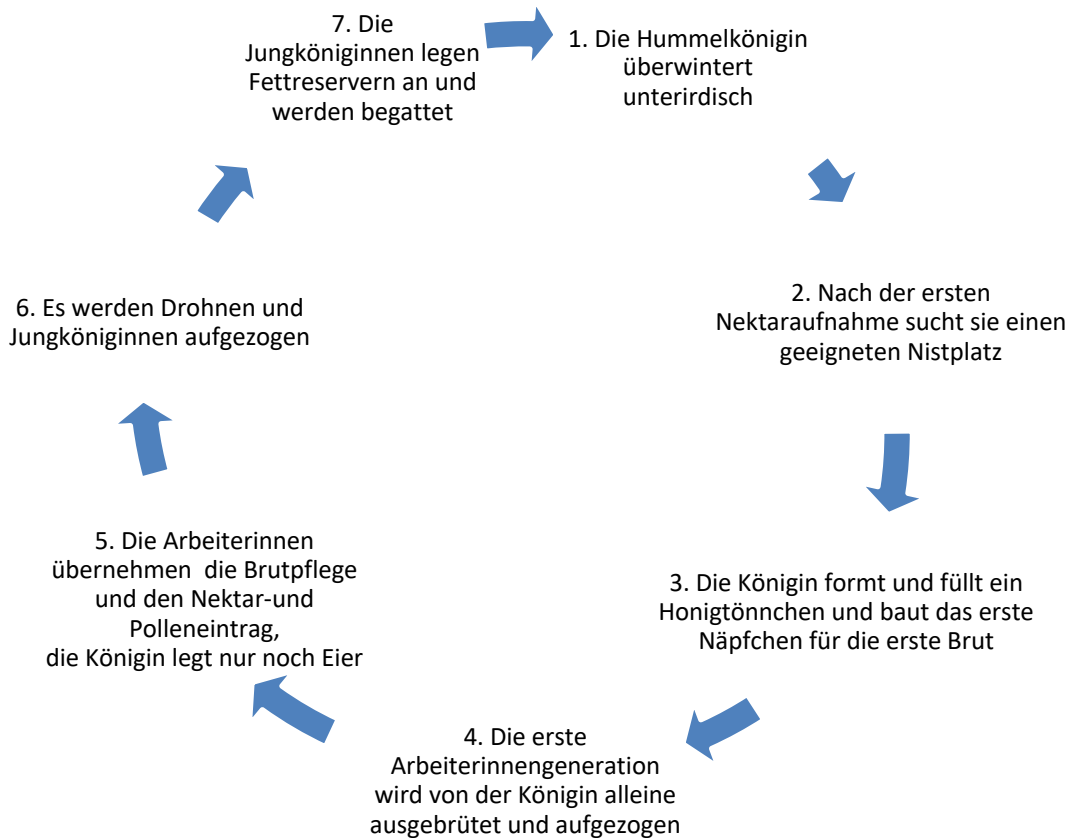 1. Die Hummelkönigin
überwintert
unterirdisch
2. Nach der ersten
Nektaraufnahme sucht sie einen
geeigneten Nistplatz
3. Die Königin formt und füllt ein
Honigtönnchen und baut das erste
Näpfchen für die erste Brut
4. Die erste
Arbeiterinnengeneration
wird von der Königin alleine
ausgebrütet und aufgezogen
5. Die Arbeiterinnen
übernehmen  die Brutpflege
und den Nektar-und
Polleneintrag,
die Königin legt nur noch Eier
6. Es werden Drohnen und
Jungköniginnen aufgezogen
7. Die
Jungköniginnen legen
Fettreservern an und
werden begattet